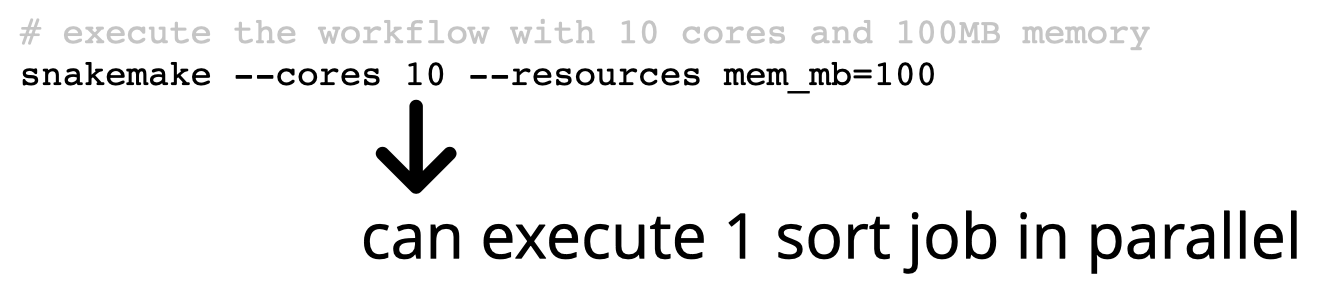 # execute the workflow with 10 cores and 100MB memory
snakemake --cores 10 --resources mem_mb=100
can execute 1 sort job in parallel